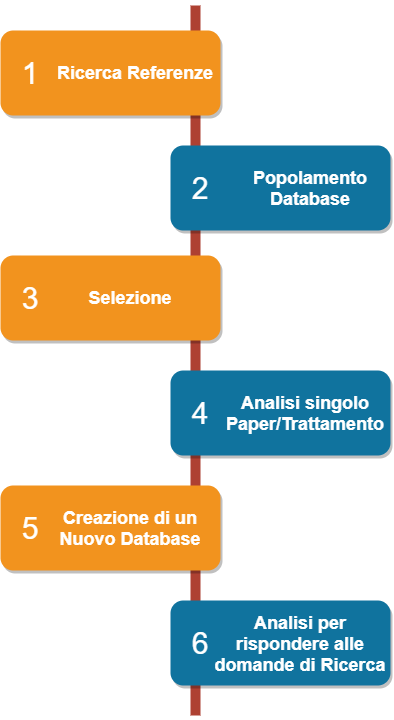 1 Ricerca Referenze
2 Popolamento
Database
3 Selezione
4 Analisi singolo
Paper/Trattamento
5 Creazione di un
Nuovo Database
6 Analisi per
rispondere alle
domande di Ricerca